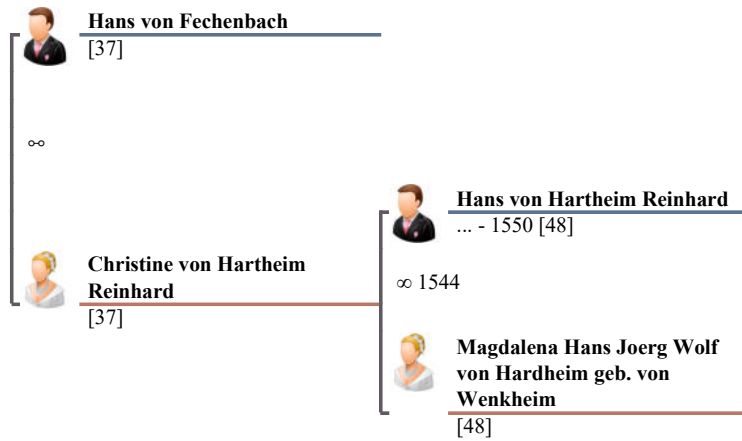 Hans von Fechenbach
[37]
⚯
Hans von Hartheim Reinhard
... - 1550 [48]
Christine von Hartheim
Reinhard
[37]
∞ 1544
Magdalena Hans Joerg Wolf
von Hardheim geb. von
Wenkheim
[48]